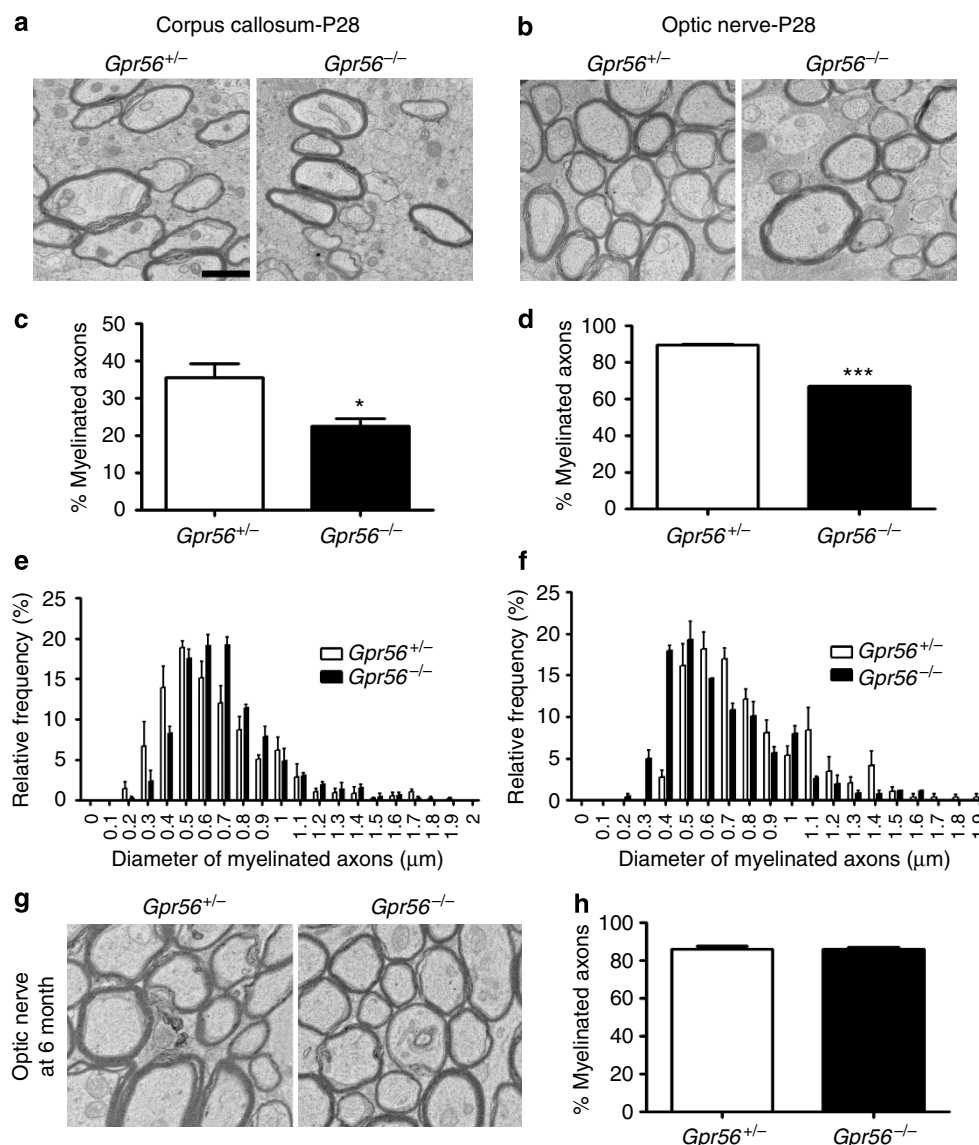 a Corpus callosum-P28
Gpr56+/– Gpr56–/–
b Optic nerve-P28
Gpr56+/– Gpr56–/–
c
% Myelinated axons
50
40
30
20
10
0
*
Gpr56+/– Gpr56–/–
d
% Myelinated axons
100
80
60
40
20
0
***
Gpr56+/– Gpr56–/–
e
Relative frequency (%)
25
20
15
10
5
0
Gpr56+/–
Gpr56–/–
0 0.1 0.2 0.3 0.4 0.5 0.6 0.7 0.8 0.9 1 1.1 1.2 1.3 1.4 1.5 1.6 1.7 1.8 1.9 2
Diameter of myelinated axons (μm)
f
Relative frequency (%)
25
20
15
10
5
0
Gpr56+/–
Gpr56–/–
0 0.1 0.2 0.3 0.4 0.5 0.6 0.7 0.8 0.9 1 1.1 1.2 1.3 1.4 1.5 1.6 1.7 1.8 1.9
Diameter of myelinated axons (μm)
g
Gpr56+/– Gpr56–/–
Optic nerve
at 6 month
h
% Myelinated axons
100
80
60
40
20
0
Gpr56+/– Gpr56–/–